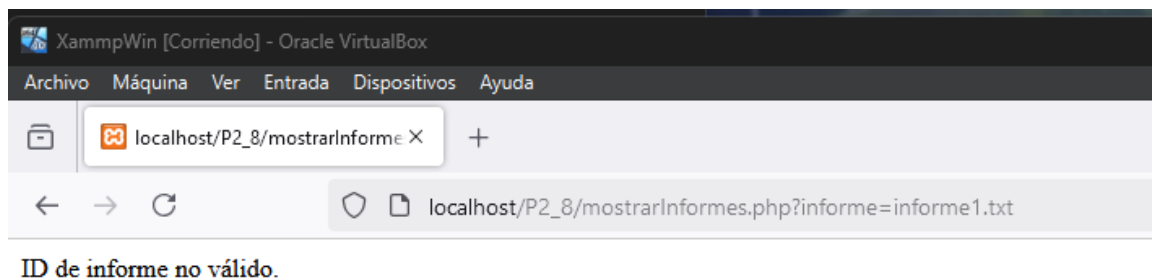 XammpWin [Corriendo] - Oracle VirtualBox
Archivo Máquina Ver Entrada Dispositivos Ayuda
localhost/P2_8/mostrarInforme
localhost/P2_8/mostrarInformes.php?informe=informe1.txt
ID de informe no válido.